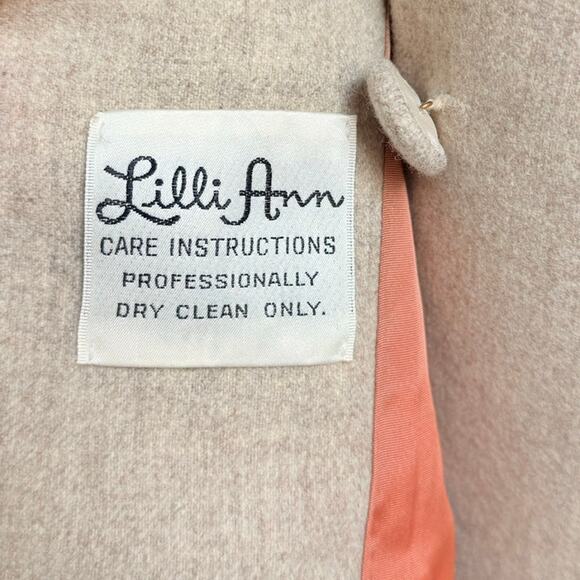 Lilli Ann
CARE INSTRUCTIONS
PROFESSIONALLY
DRY CLEAN ONLY.